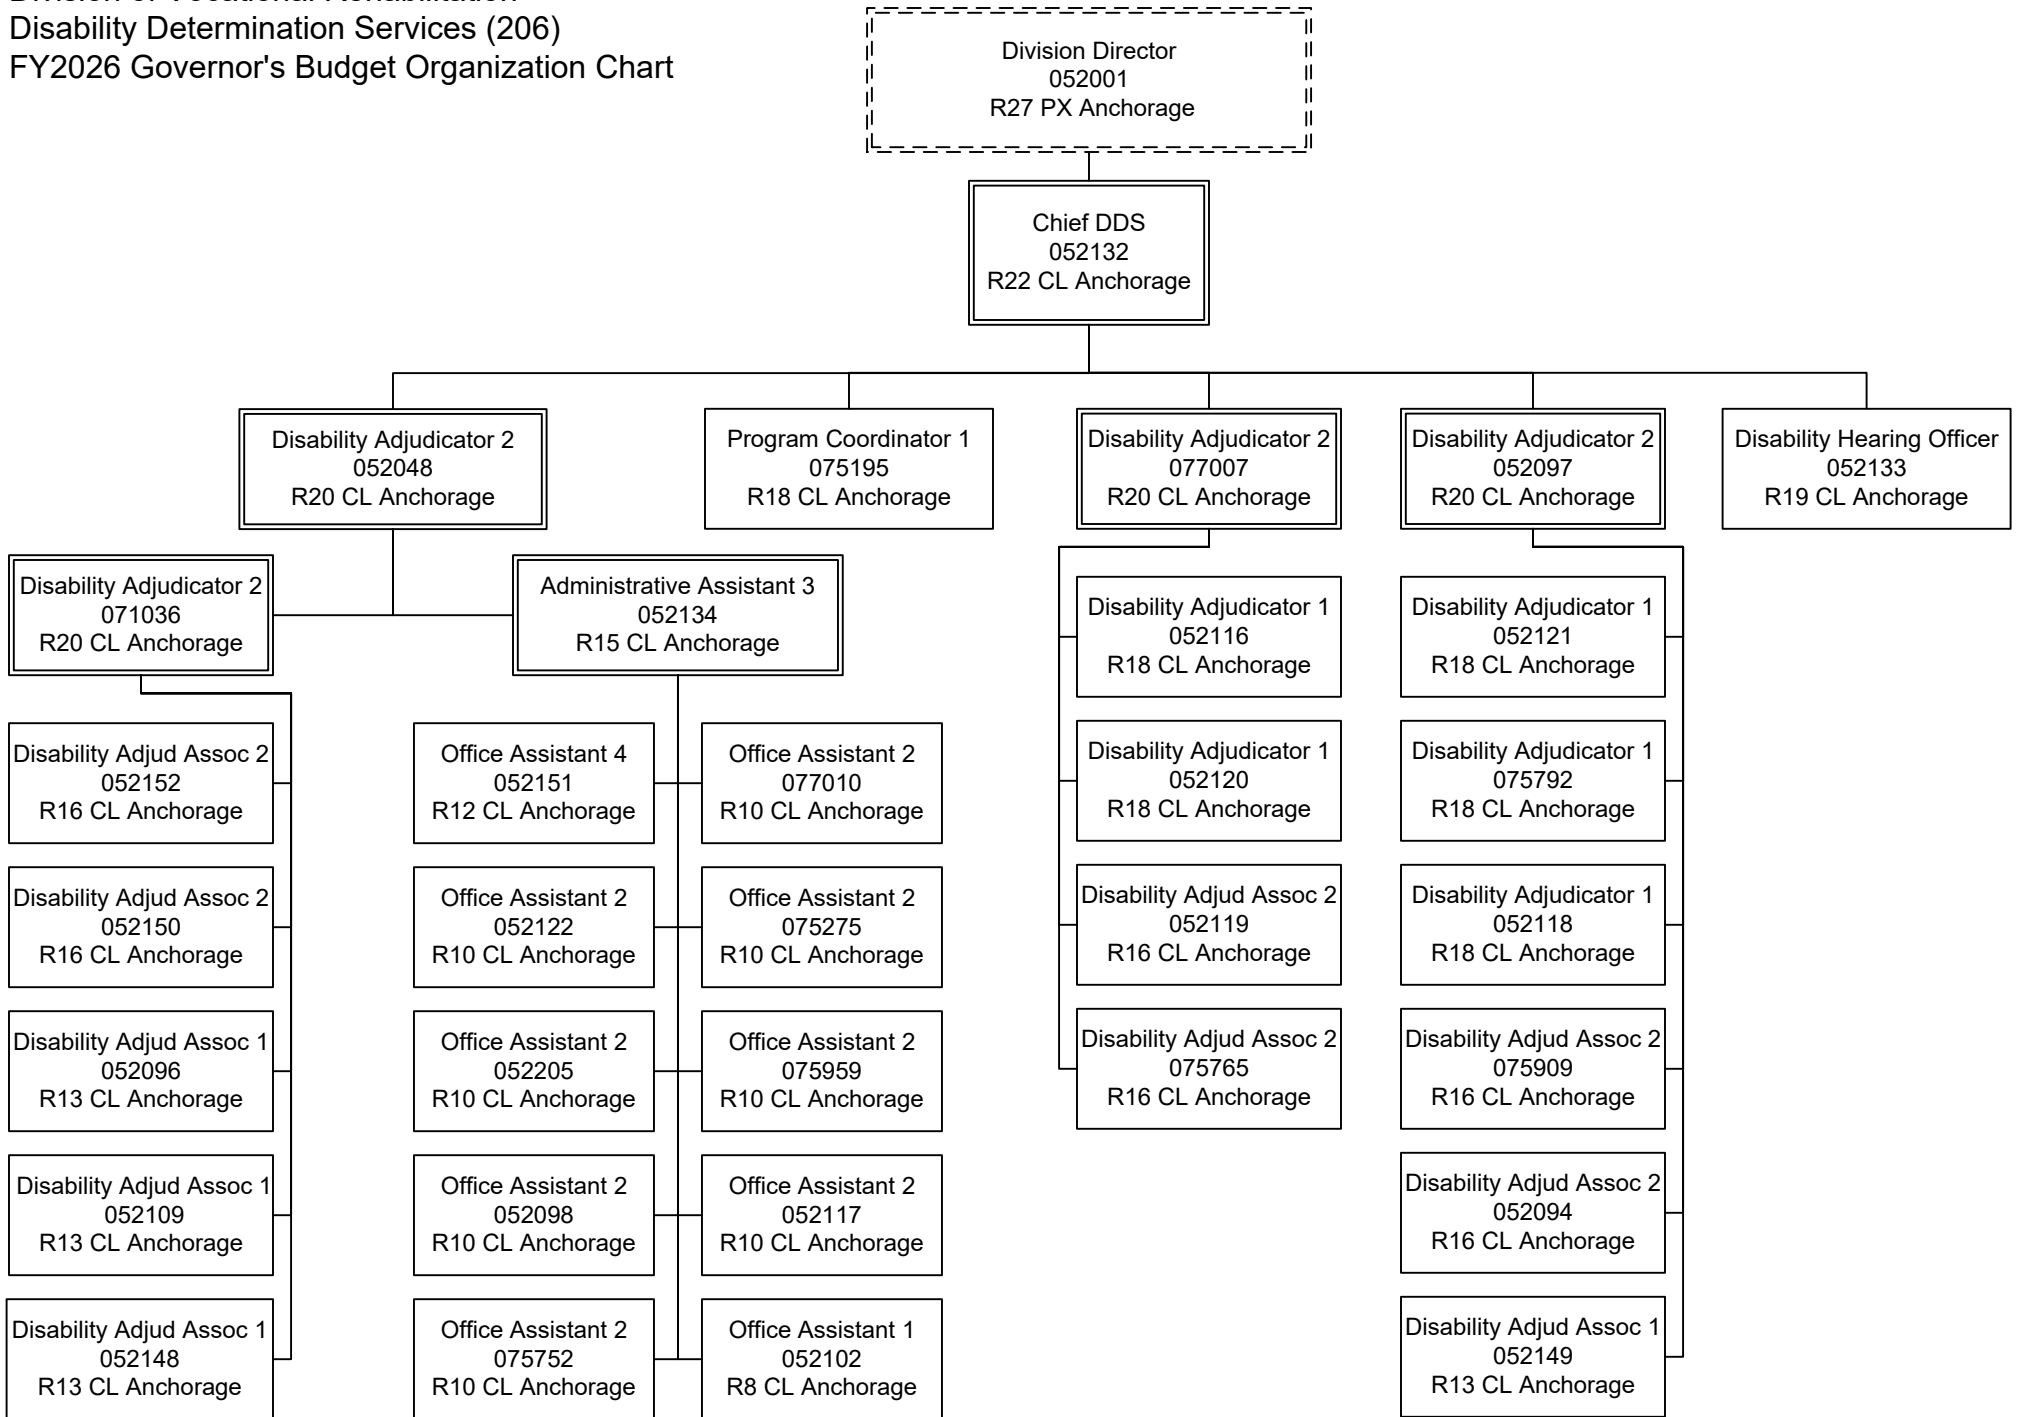 Division of Vocational Rehabilitation
Disability Determination Services (206)
FY2026 Governor's Budget Organization Chart
Division Director
052001
R27 PX Anchorage
Chief DDS
052132
R22 CL Anchorage
Disability Adjudicator 2
052048
R20 CL Anchorage
Program Coordinator 1
075195
R18 CL Anchorage
Disability Adjudicator 2
077007
R20 CL Anchorage
Disability Adjudicator 2
052097
R20 CL Anchorage
Disability Hearing Officer
052133
R19 CL Anchorage
Disability Adjudicator 2
071036
R20 CL Anchorage
Administrative Assistant 3
052134
R15 CL Anchorage
Disability Adjud Assoc 2
052152
R16 CL Anchorage
Disability Adjud Assoc 2
052150
R16 CL Anchorage
Disability Adjud Assoc 1
052096
R13 CL Anchorage
Disability Adjud Assoc 1
052109
R13 CL Anchorage
Disability Adjud Assoc 1
052148
R13 CL Anchorage
Office Assistant 4
052151
R12 CL Anchorage
Office Assistant 2
052122
R10 CL Anchorage
Office Assistant 2
052205
R10 CL Anchorage
Office Assistant 2
052098
R10 CL Anchorage
Office Assistant 2
075752
R10 CL Anchorage
Office Assistant 2
077010
R10 CL Anchorage
Office Assistant 2
075275
R10 CL Anchorage
Office Assistant 2
075959
R10 CL Anchorage
Office Assistant 2
052117
R10 CL Anchorage
Office Assistant 1
052102
R8 CL Anchorage
Disability Adjudicator 1
052116
R18 CL Anchorage
Disability Adjudicator 1
052120
R18 CL Anchorage
Disability Adjud Assoc 2
052119
R16 CL Anchorage
Disability Adjud Assoc 2
075765
R16 CL Anchorage
Disability Adjudicator 1
052121
R18 CL Anchorage
Disability Adjudicator 1
075792
R18 CL Anchorage
Disability Adjudicator 1
052118
R18 CL Anchorage
Disability Adjud Assoc 2
075909
R16 CL Anchorage
Disability Adjud Assoc 2
052094
R16 CL Anchorage
Disability Adjud Assoc 1
052149
R13 CL Anchorage